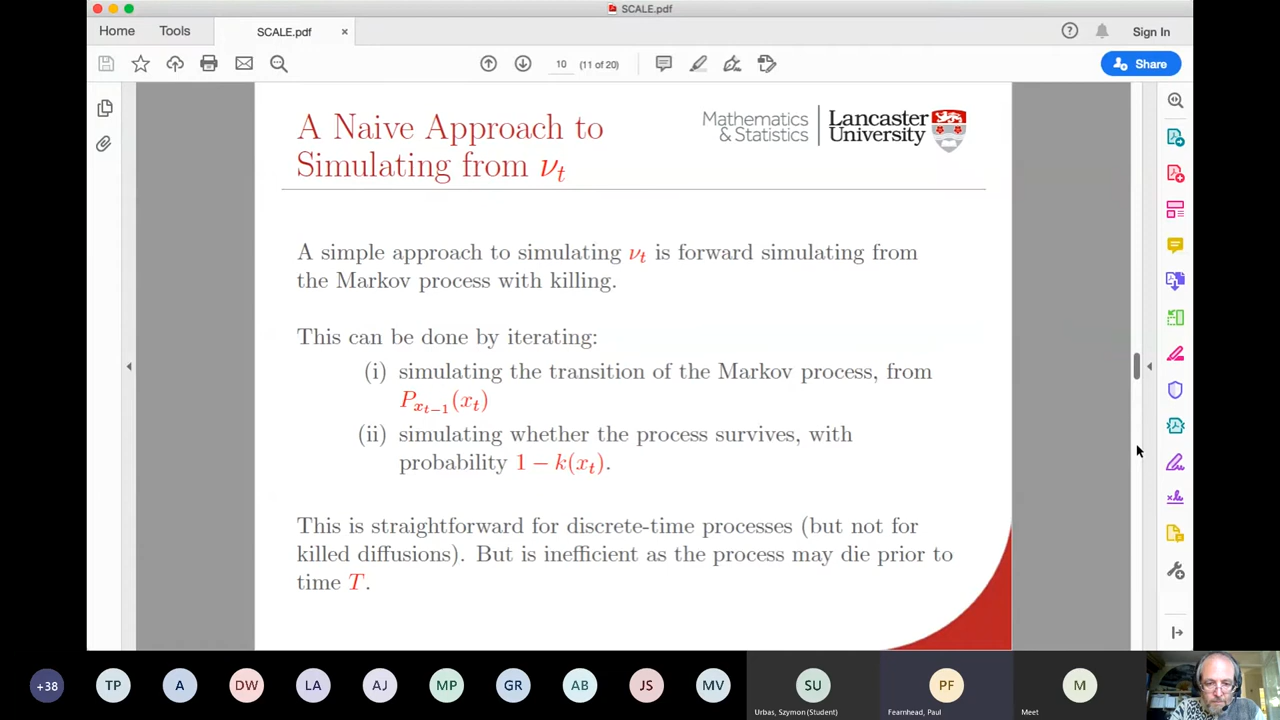 SCALE.pdf
Home Tools SCALE.pdf × Sign In
10 (11 of 20) Share
A Naive Approach to
Simulating from νt
Mathematics
& Statistics
Lancaster
University
A simple approach to simulating νt is forward simulating from
the Markov process with killing.
This can be done by iterating:
(i) simulating the transition of the Markov process, from
Pxt−1(xt)
(ii) simulating whether the process survives, with
probability 1 − k(xt).
This is straightforward for discrete-time processes (but not for
killed diffusions). But is inefficient as the process may die prior to
time T.
+38 TP A DW LA AJ MP GR AB JS MV SU PF M
Urbas, Szymon (Student) Fearnhead, Paul Meet